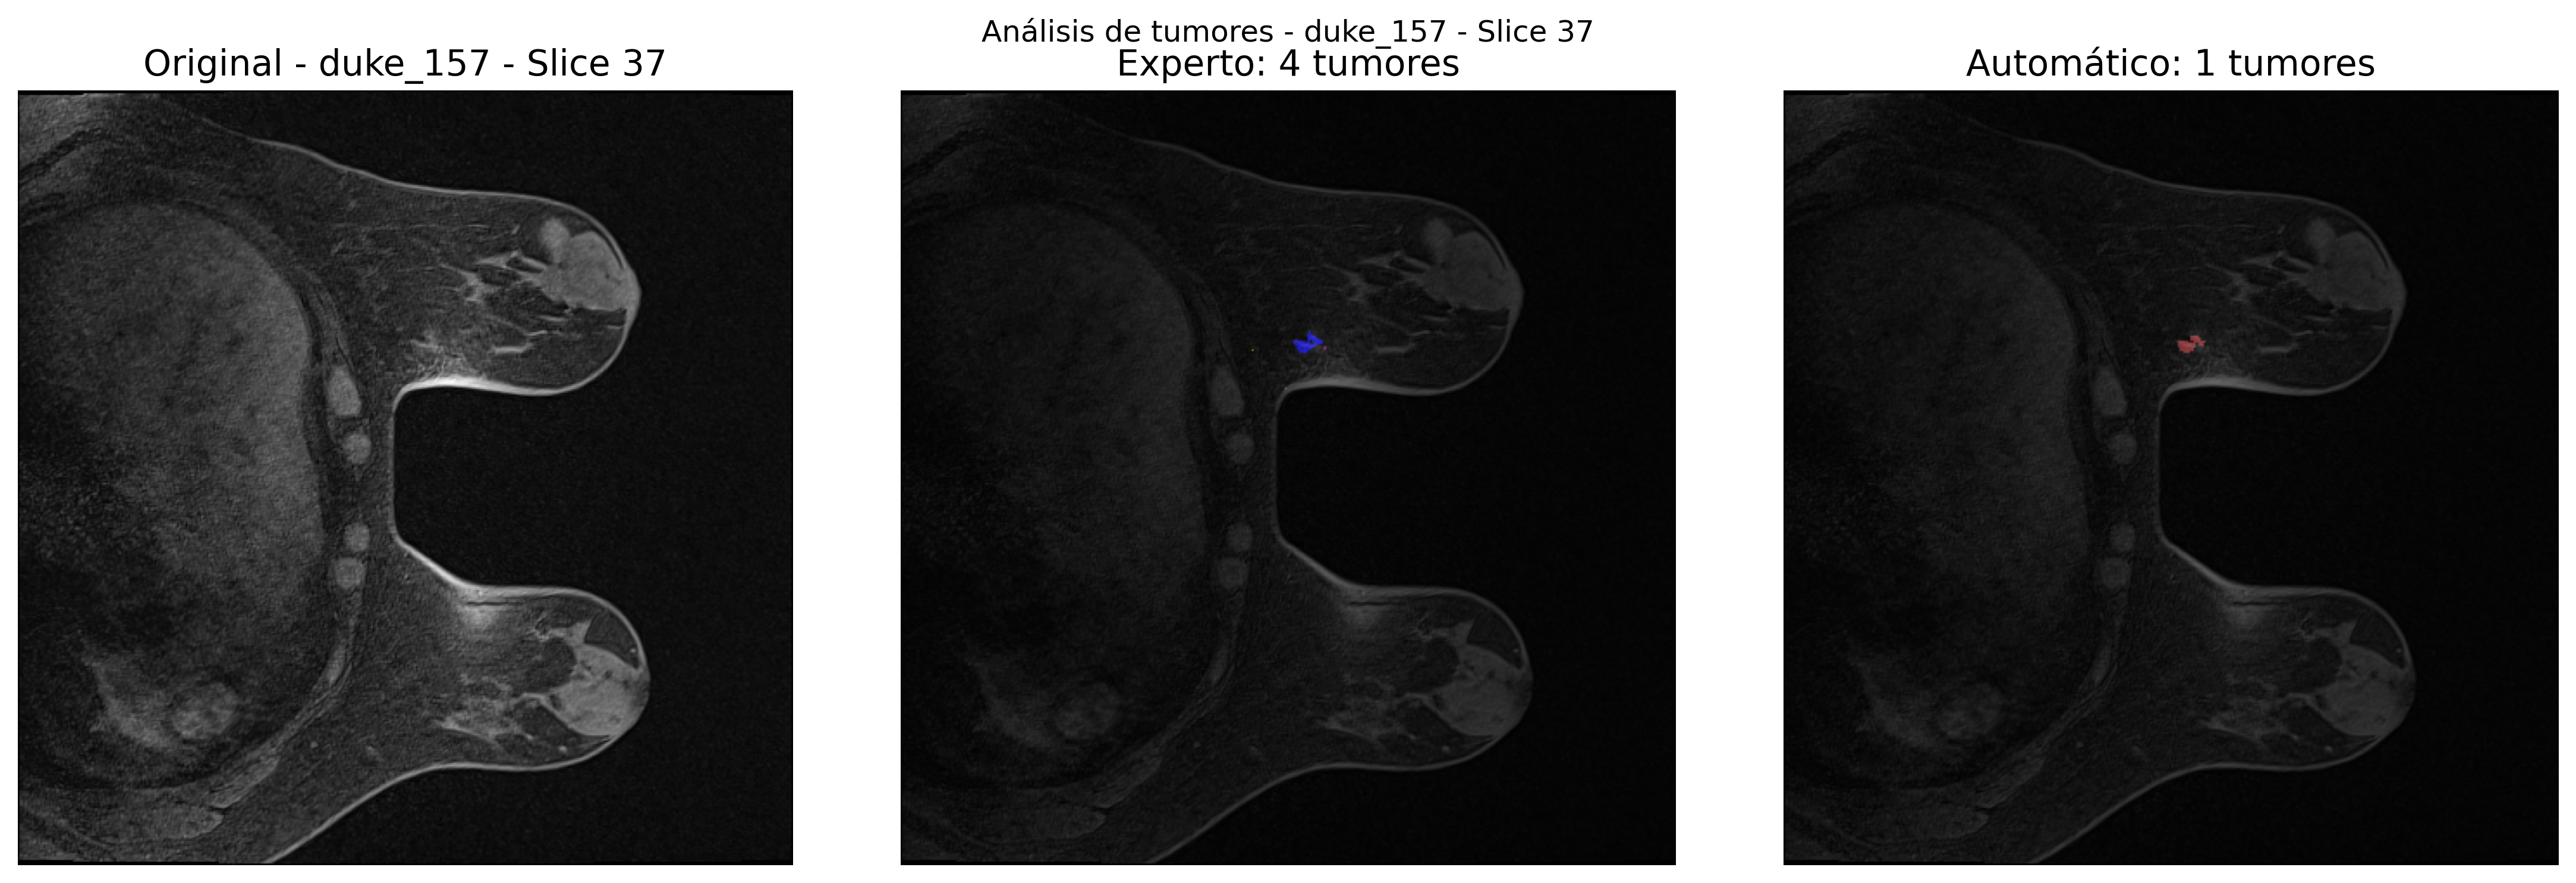 Análisis de tumores - duke_157 - Slice 37
Original - duke_157 - Slice 37
Experto: 4 tumores
Automático: 1 tumores